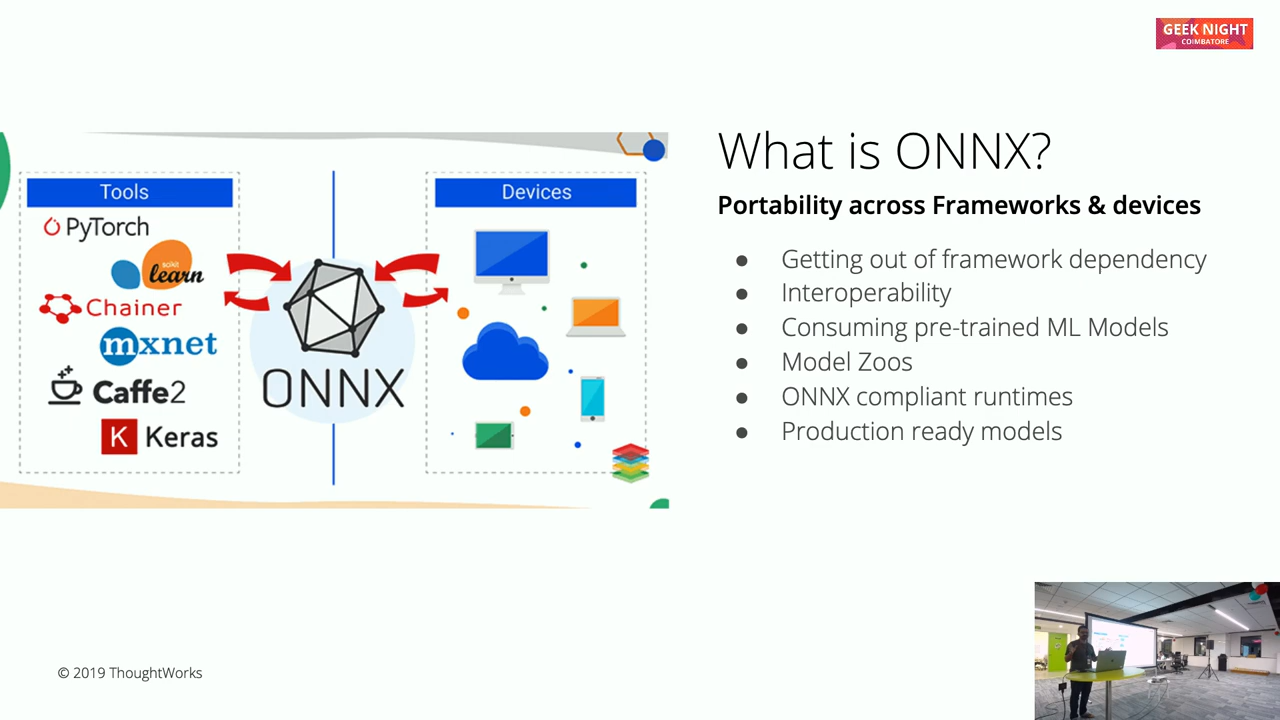 GEEK NIGHT
COIMBATORE
Tools
PyTorch
scikit
learn
Chainer
mxnet
Caffe2
K Keras
ONNX
Devices
What is ONNX?
Portability across Frameworks & devices
● Getting out of framework dependency
● Interoperability
● Consuming pre-trained ML Models
● Model Zoos
● ONNX compliant runtimes
● Production ready models
© 2019 ThoughtWorks